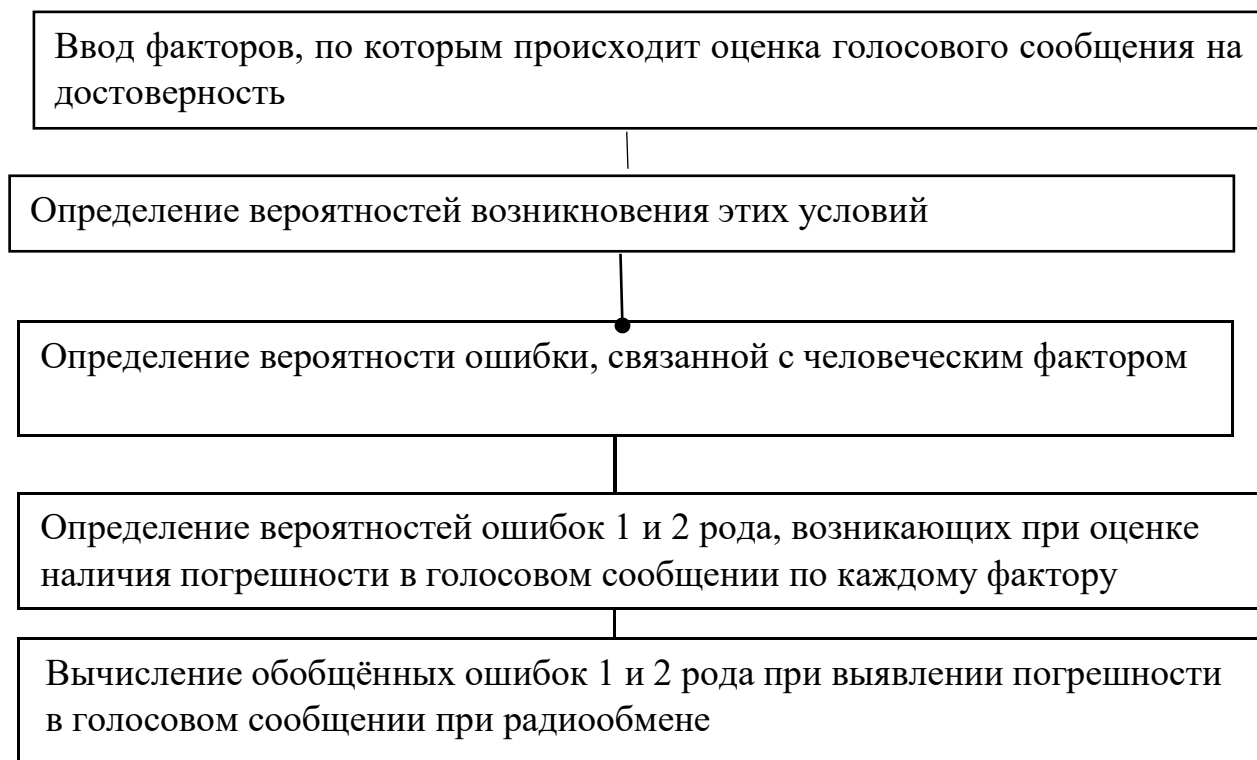 Ввод факторов, по которым происходит оценка голосового сообщения на
достоверность
Определение вероятностей возникновения этих условий
Определение вероятности ошибки, связанной с человеческим фактором
Определение вероятностей ошибок 1 и 2 рода, возникающих при оценке
наличия погрешности в голосовом сообщении по каждому фактору
Вычисление обобщённых ошибок 1 и 2 рода при выявлении погрешности
в голосовом сообщении при радиообмене